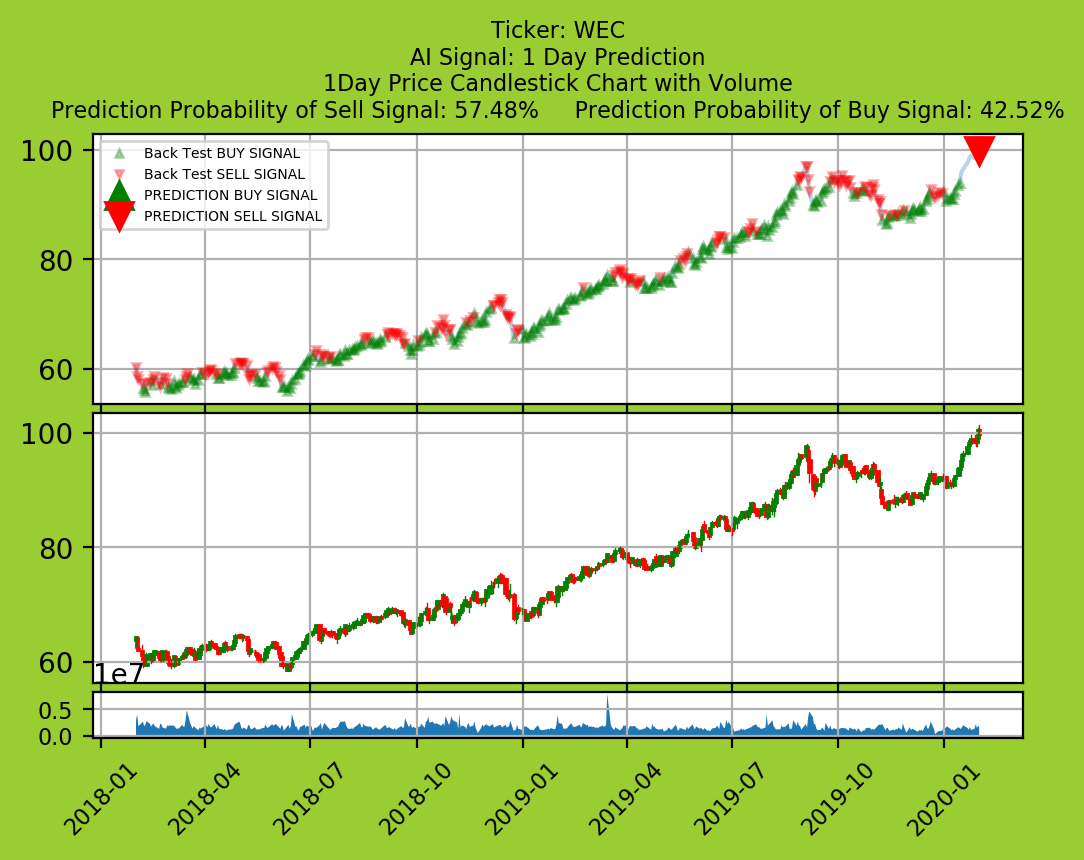 Ticker: WEC
AI Signal: 1 Day Prediction
1Day Price Candlestick Chart with Volume
Prediction Probability of Sell Signal: 57.48% Prediction Probability of Buy Signal: 42.52%
Back Test BUY SIGNAL
Back Test SELL SIGNAL
PREDICTION BUY SIGNAL
PREDICTION SELL SIGNAL
100
80
60
100
80
60
1e7
0.5
0.0
2018-01
2018-04
2018-07
2018-10
2019-01
2019-04
2019-07
2019-10
2020-01